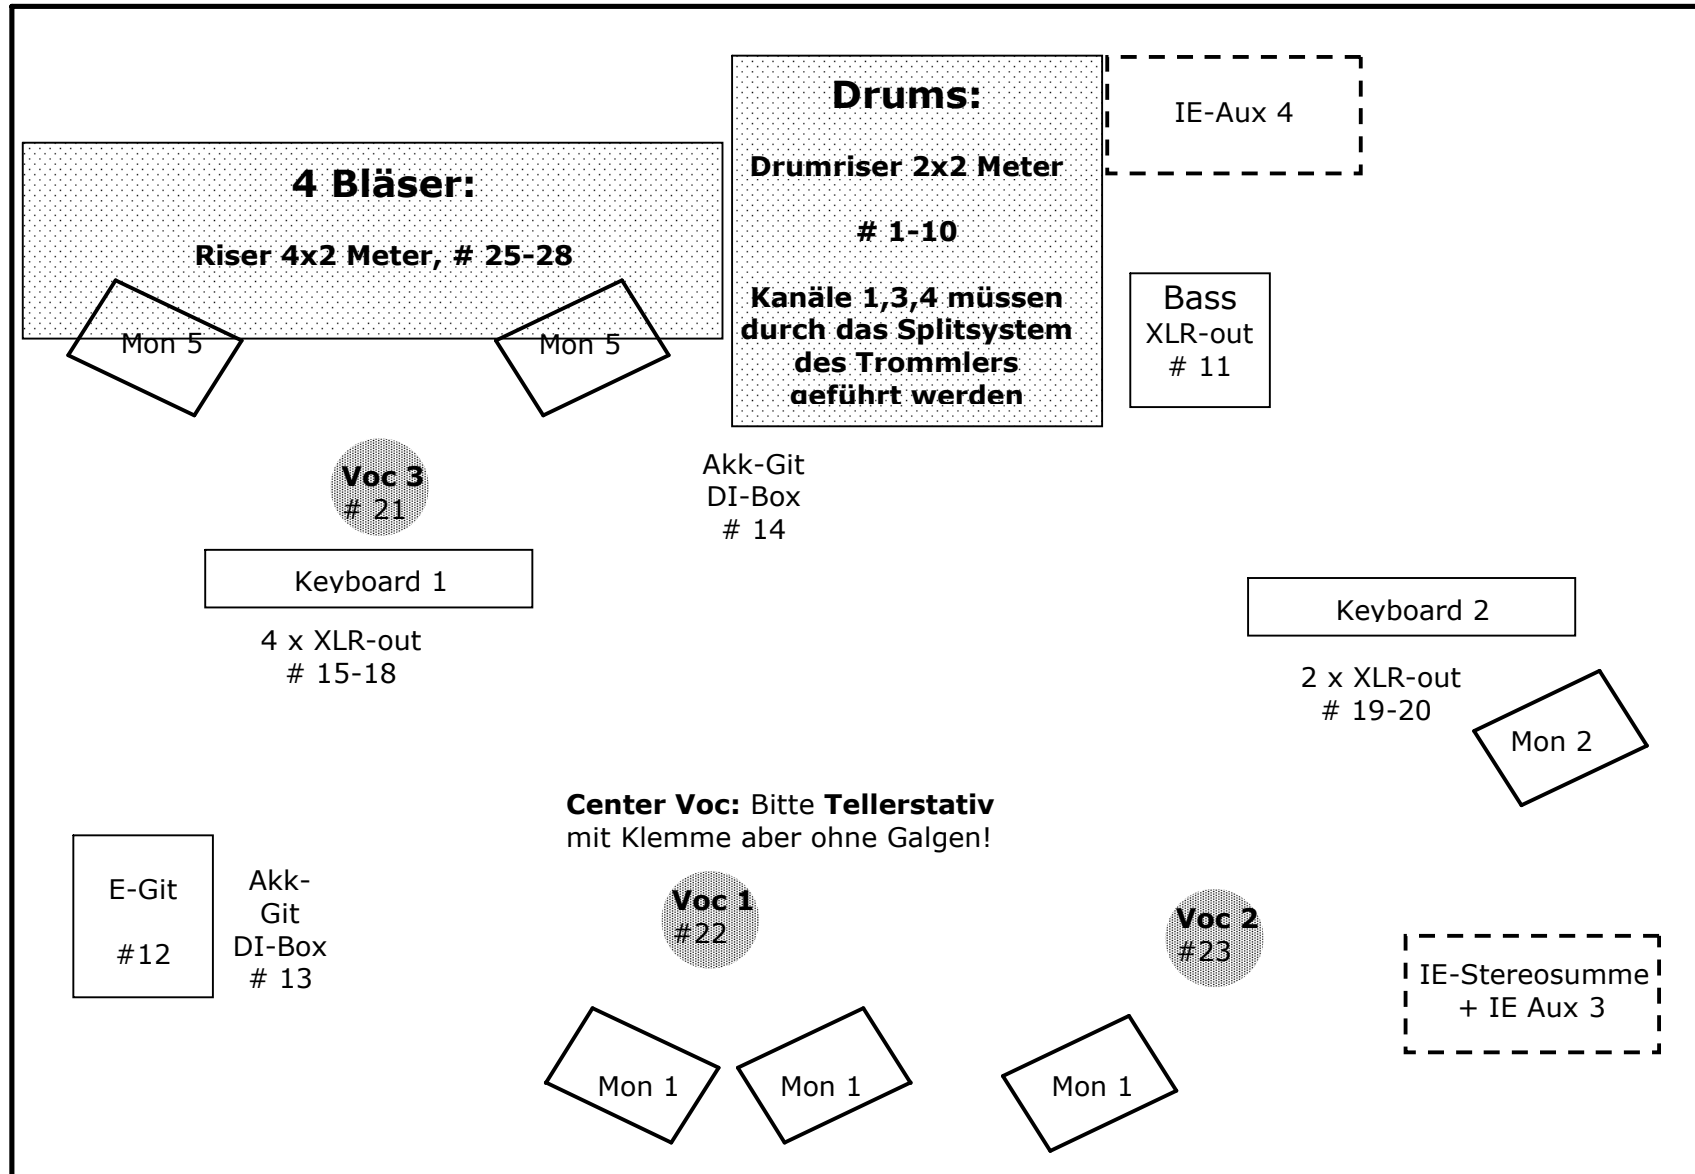 Drums:
Drumriser 2x2 Meter
# 1-10
Kanäle 1,3,4 müssen
durch das Splitsystem
des Trommlers
geführt werden
IE-Aux 4
4 Bläser:
Riser 4x2 Meter, # 25-28
Mon 5
Mon 5
Bass
XLR-out
# 11
Voc 3
# 21
Akk-Git
DI-Box
# 14
Keyboard 1
4 x XLR-out
# 15-18
Keyboard 2
2 x XLR-out
# 19-20
Mon 2
Center Voc: Bitte Tellerstativ
mit Klemme aber ohne Galgen!
E-Git
#12
Akk-
Git
DI-Box
# 13
Voc 1
#22
Voc 2
#23
IE-Stereosumme
+ IE Aux 3
Mon 1
Mon 1
Mon 1